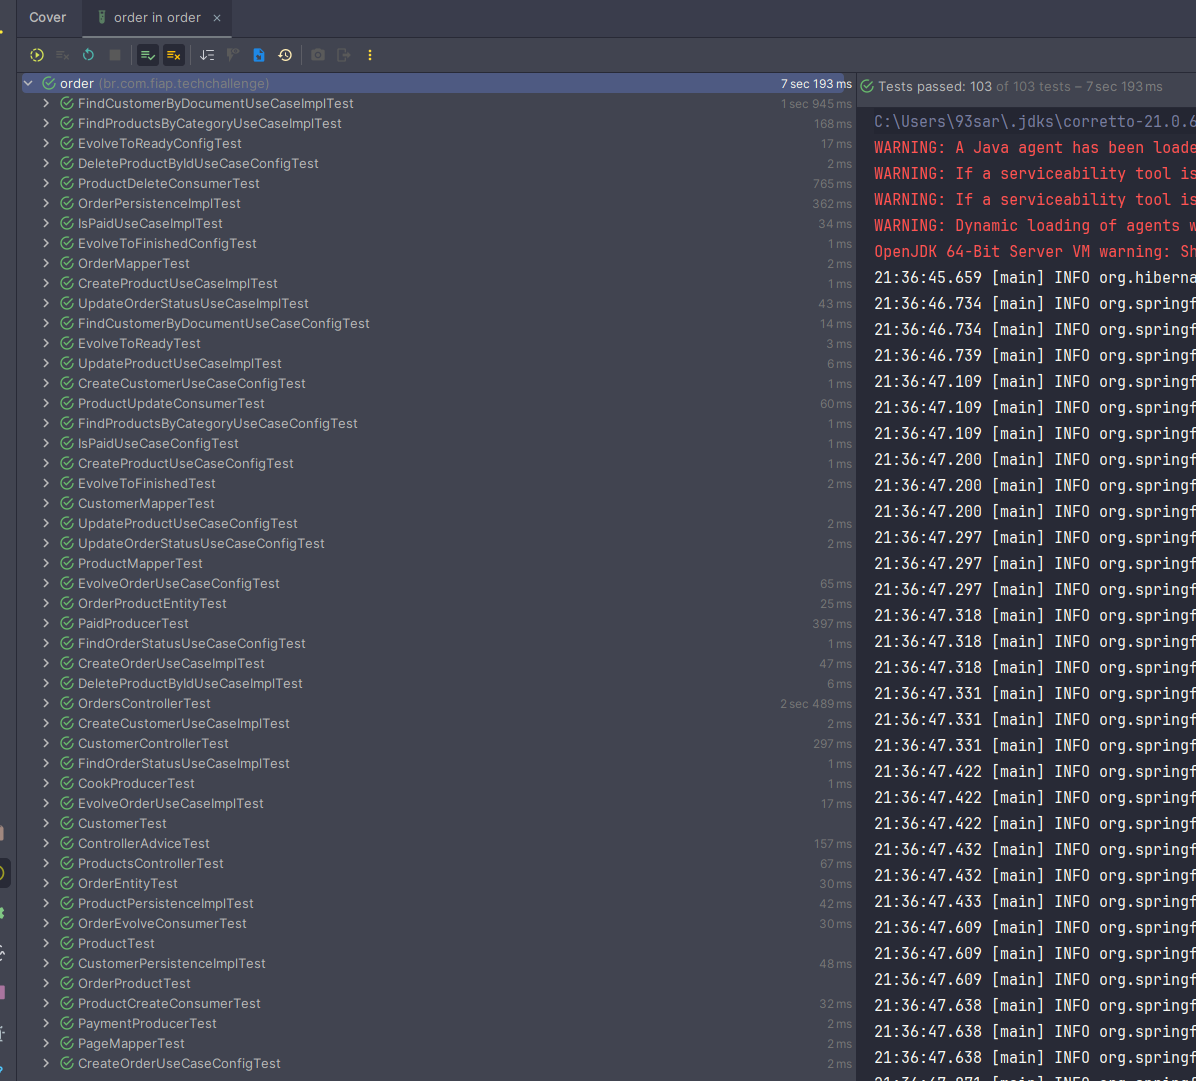 Cover order in order ×
order (br.com.fiap.techchallenge) 7 sec 193 ms
FindCustomerByDocumentUseCaseImplTest 1 sec 945 ms
FindProductsByCategoryUseCaseImplTest 168 ms
EvolveToReadyConfigTest 17 ms
DeleteProductByIdUseCaseConfigTest 2 ms
ProductDeleteConsumerTest 765 ms
OrderPersistenceImplTest 362 ms
IsPaidUseCaseImplTest 34 ms
EvolveToFinishedConfigTest 1 ms
OrderMapperTest 2 ms
CreateProductUseCaseImplTest 1 ms
UpdateOrderStatusUseCaseImplTest 43 ms
FindCustomerByDocumentUseCaseConfigTest 14 ms
EvolveToReadyTest 3 ms
UpdateProductUseCaseImplTest 6 ms
CreateCustomerUseCaseConfigTest 1 ms
ProductUpdateConsumerTest 60 ms
FindProductsByCategoryUseCaseConfigTest 1 ms
IsPaidUseCaseConfigTest 1 ms
CreateProductUseCaseConfigTest 1 ms
EvolveToFinishedTest 2 ms
CustomerMapperTest
UpdateProductUseCaseConfigTest 2 ms
UpdateOrderStatusUseCaseConfigTest 2 ms
ProductMapperTest
EvolveOrderUseCaseConfigTest 65 ms
OrderProductEntityTest 25 ms
PaidProducerTest 397 ms
FindOrderStatusUseCaseConfigTest 1 ms
CreateOrderUseCaseImplTest 47 ms
DeleteProductByIdUseCaseImplTest 6 ms
OrdersControllerTest 2 sec 489 ms
CreateCustomerUseCaseImplTest 2 ms
CustomerControllerTest 297 ms
FindOrderStatusUseCaseImplTest 1 ms
CookProducerTest 1 ms
EvolveOrderUseCaseImplTest 17 ms
CustomerTest
ControllerAdviceTest 157 ms
ProductsControllerTest 67 ms
OrderEntityTest 30 ms
ProductPersistenceImplTest 42 ms
OrderEvolveConsumerTest 30 ms
ProductTest
CustomerPersistenceImplTest 48 ms
OrderProductTest
ProductCreateConsumerTest 32 ms
PaymentProducerTest 2 ms
PageMapperTest 2 ms
CreateOrderUseCaseConfigTest 2 ms
Tests passed: 103 of 103 tests – 7 sec 193 ms
C:\Users\93sar\.jdks\corretto-21.0.6
WARNING: A Java agent has been loade
WARNING: If a serviceability tool is
WARNING: If a serviceability tool is
WARNING: Dynamic loading of agents w
OpenJDK 64-Bit Server VM warning: Sh
21:36:45.659 [main] INFO org.hiberna
21:36:46.734 [main] INFO org.springf
21:36:46.734 [main] INFO org.springf
21:36:46.739 [main] INFO org.springf
21:36:47.109 [main] INFO org.springf
21:36:47.109 [main] INFO org.springf
21:36:47.109 [main] INFO org.springf
21:36:47.200 [main] INFO org.springf
21:36:47.200 [main] INFO org.springf
21:36:47.200 [main] INFO org.springf
21:36:47.297 [main] INFO org.springf
21:36:47.297 [main] INFO org.springf
21:36:47.297 [main] INFO org.springf
21:36:47.318 [main] INFO org.springf
21:36:47.318 [main] INFO org.springf
21:36:47.318 [main] INFO org.springf
21:36:47.331 [main] INFO org.springf
21:36:47.331 [main] INFO org.springf
21:36:47.331 [main] INFO org.springf
21:36:47.422 [main] INFO org.springf
21:36:47.422 [main] INFO org.springf
21:36:47.422 [main] INFO org.springf
21:36:47.432 [main] INFO org.springf
21:36:47.432 [main] INFO org.springf
21:36:47.433 [main] INFO org.springf
21:36:47.609 [main] INFO org.springf
21:36:47.609 [main] INFO org.springf
21:36:47.609 [main] INFO org.springf
21:36:47.638 [main] INFO org.springf
21:36:47.638 [main] INFO org.springf
21:36:47.638 [main] INFO org.springf